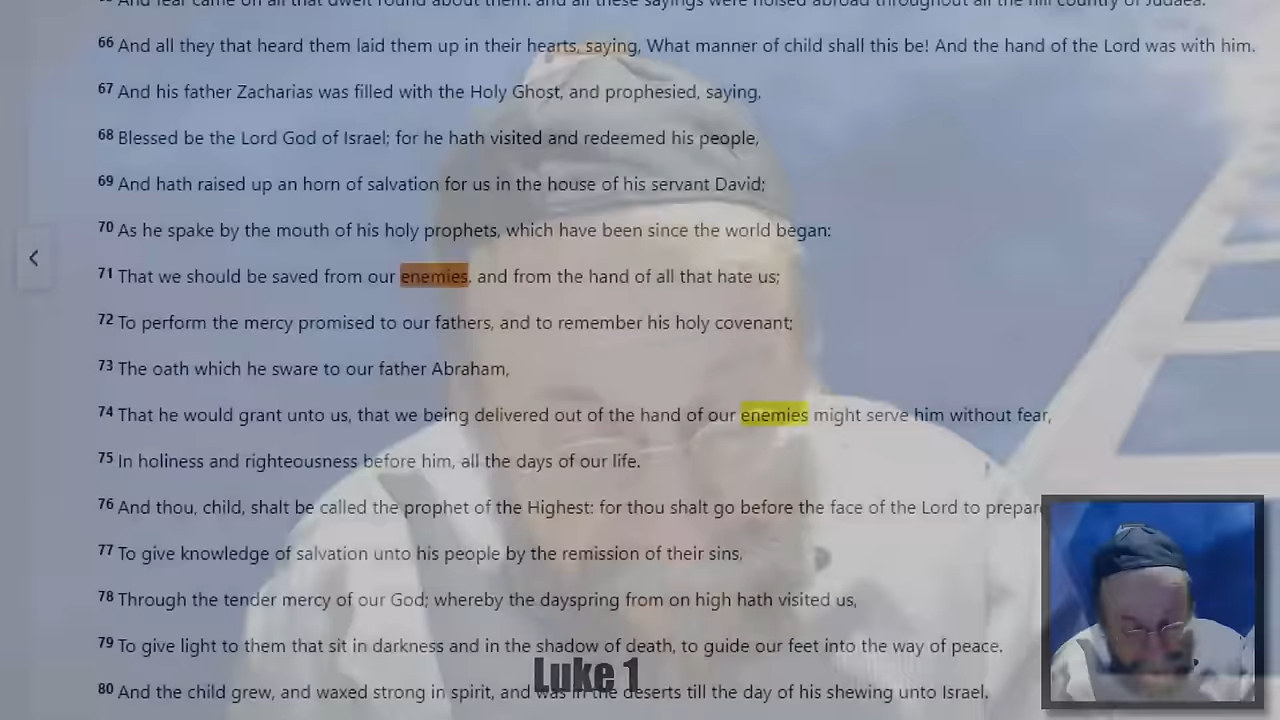 66 And all they that heard them laid them up in their hearts, saying, What manner of child shall this be! And the hand of the Lord was with him.
67 And his father Zacharias was filled with the Holy Ghost, and prophesied, saying,
68 Blessed be the Lord God of Israel; for he hath visited and redeemed his people,
69 And hath raised up an horn of salvation for us in the house of his servant David;
70 As he spake by the mouth of his holy prophets, which have been since the world began:
71 That we should be saved from our enemies, and from the hand of all that hate us;
72 To perform the mercy promised to our fathers, and to remember his holy covenant;
73 The oath which he sware to our father Abraham,
74 That he would grant unto us, that we being delivered out of the hand of our enemies might serve him without fear,
75 In holiness and righteousness before him, all the days of our life.
76 And thou, child, shalt be called the prophet of the Highest: for thou shalt go before the face of the Lord to prepar
77 To give knowledge of salvation unto his people by the remission of their sins,
78 Through the tender mercy of our God; whereby the dayspring from on high hath visited us,
79 To give light to them that sit in darkness and in the shadow of death, to guide our feet into the way of peace.
Luke 1
80 And the child grew, and waxed strong in spirit, and was in the deserts till the day of his shewing unto Israel.